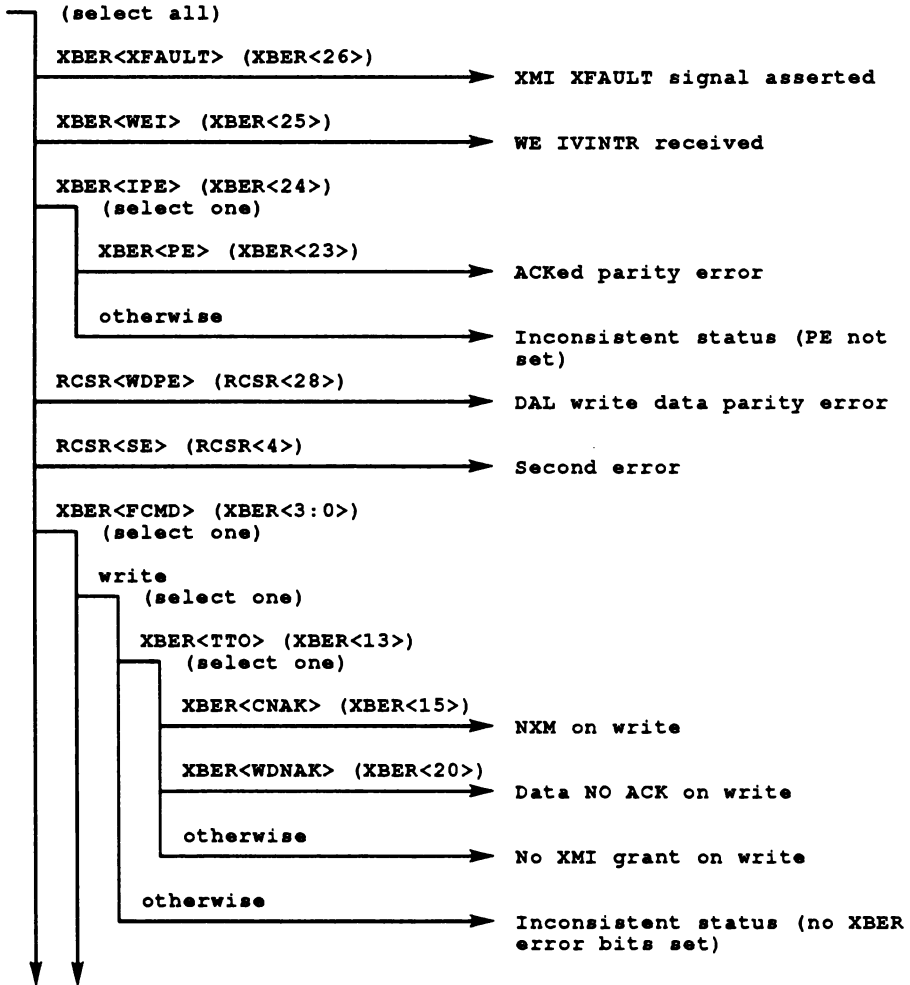 (select all)
XBER<XFAULT> (XBER<26>)
XMI XFAULT signal asserted
XBER<WEI> (XBER<25>)
WE IVINTR received
XBER<IPE> (XBER<24>)
(select one)
XBER<PE> (XBER<23>)
ACKed parity error
otherwise
Inconsistent status (PE not
set)
RCSR<WDPE> (RCSR<28>)
DAL write data parity error
RCSR<SE> (RCSR<4>)
Second error
XBER<FCMD> (XBER<3:0>)
(select one)
write
(select one)
XBER<TTO> (XBER<13>)
(select one)
XBER<CNAK> (XBER<15>)
NXM on write
XBER<WDNAK> (XBER<20>)
Data NO ACK on write
otherwise
No XMI grant on write
otherwise
Inconsistent status (no XBER
error bits set)